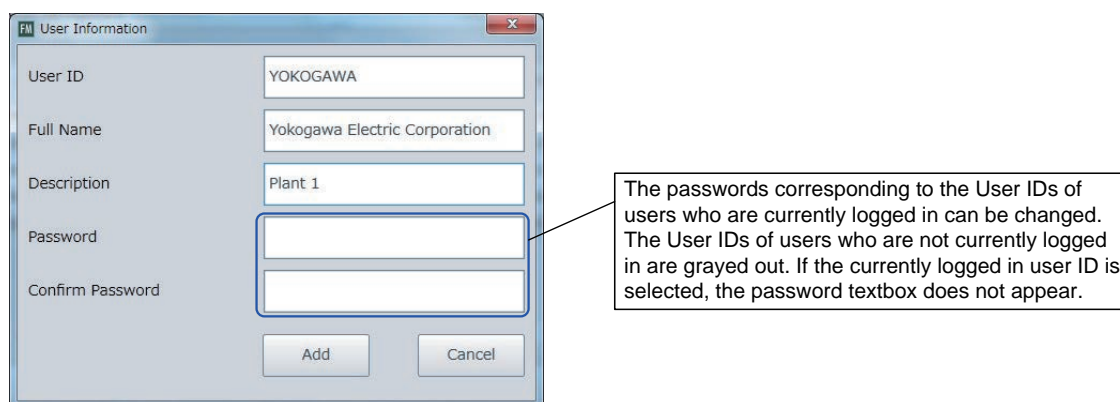 FM User Information
x
User ID
YOKOGAWA
Full Name
Yokogawa Electric Corporation
Description
Plant 1
Password
Confirm Password
Add
Cancel
The passwords corresponding to the User IDs of
users who are currently logged in can be changed.
The User IDs of users who are not currently logged
in are grayed out. If the currently logged in user ID is
selected, the password textbox does not appear.